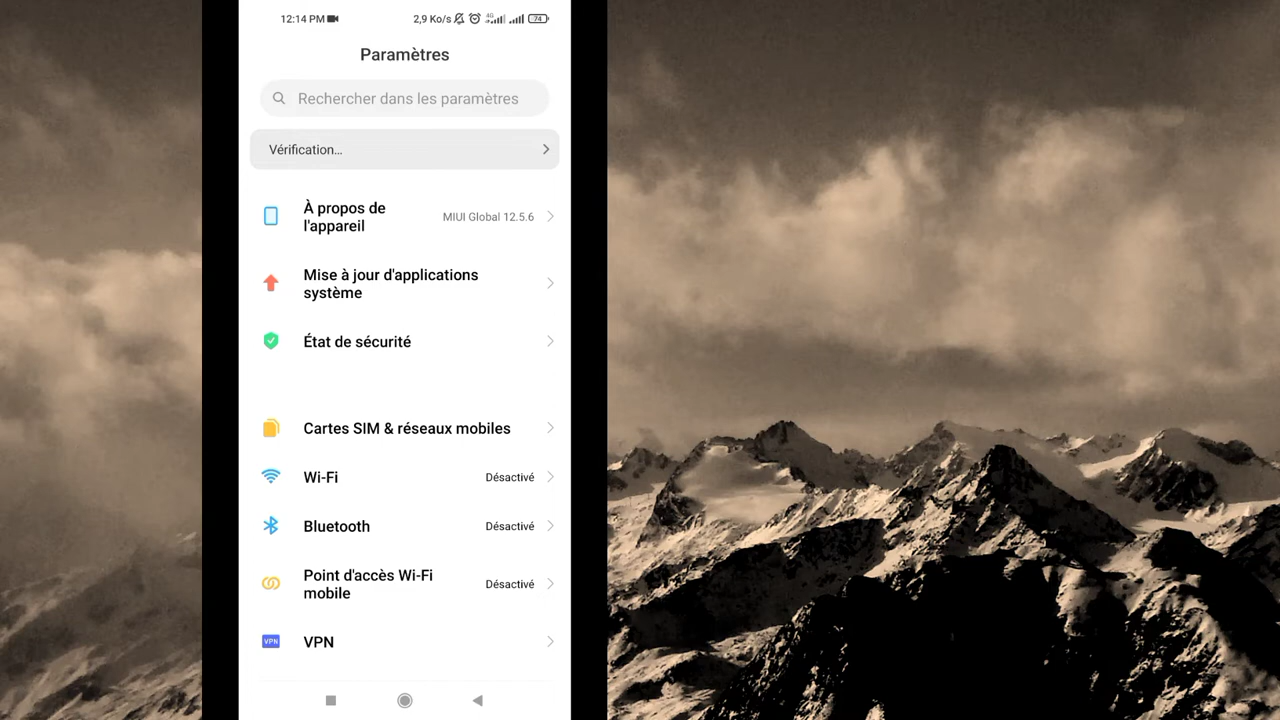 12:14 PM
2,9 Ko/s 4G 74
Paramètres
Rechercher dans les paramètres
Vérification...
À propos de
l'appareil
MIUI Global 12.5.6
Mise à jour d'applications
système
État de sécurité
Cartes SIM & réseaux mobiles
Wi-Fi
Désactivé
Bluetooth
Désactivé
Point d'accès Wi-Fi
mobile
Désactivé
VPN
VPN